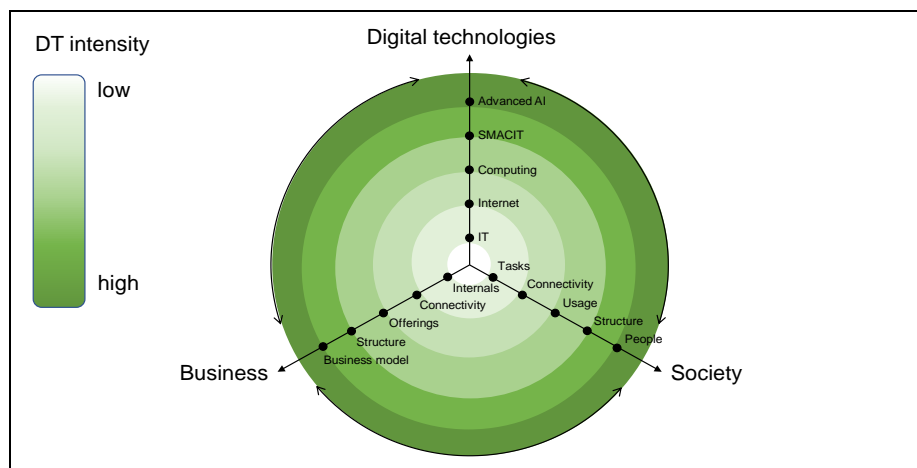 Digital technologies
DT intensity
low
high
Advanced AI
SMACIT
Computing
Internet
IT
Tasks
Connectivity
Usage
Structure
People
Society
Internals
Connectivity
Offerings
Structure
Business model
Business